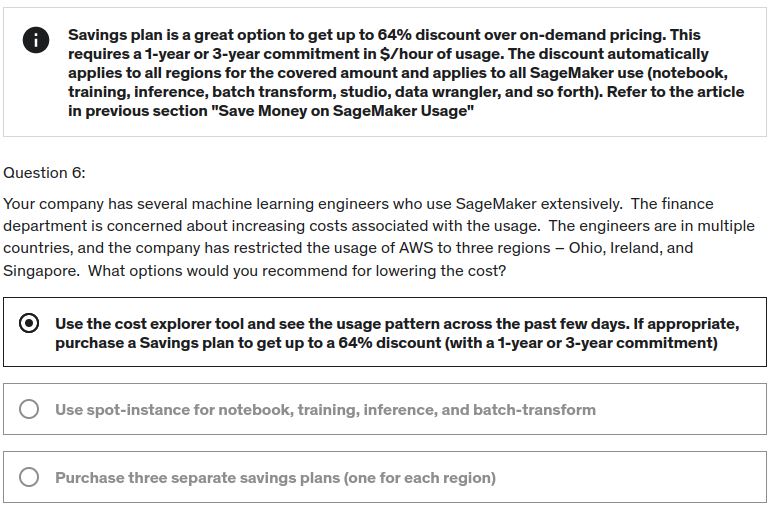 Savings plan is a great option to get up to 64% discount over on-demand pricing. This
requires a 1-year or 3-year commitment in $/hour of usage. The discount automatically
applies to all regions for the covered amount and applies to all SageMaker use (notebook,
training, inference, batch transform, studio, data wrangler, and so forth). Refer to the article
in previous section "Save Money on SageMaker Usage"
Question 6:
Your company has several machine learning engineers who use SageMaker extensively. The finance
department is concerned about increasing costs associated with the usage. The engineers are in multiple
countries, and the company has restricted the usage of AWS to three regions – Ohio, Ireland, and
Singapore. What options would you recommend for lowering the cost?
Use the cost explorer tool and see the usage pattern across the past few days. If appropriate,
purchase a Savings plan to get up to a 64% discount (with a 1-year or 3-year commitment)
Use spot-instance for notebook, training, inference, and batch-transform
Purchase three separate savings plans (one for each region)